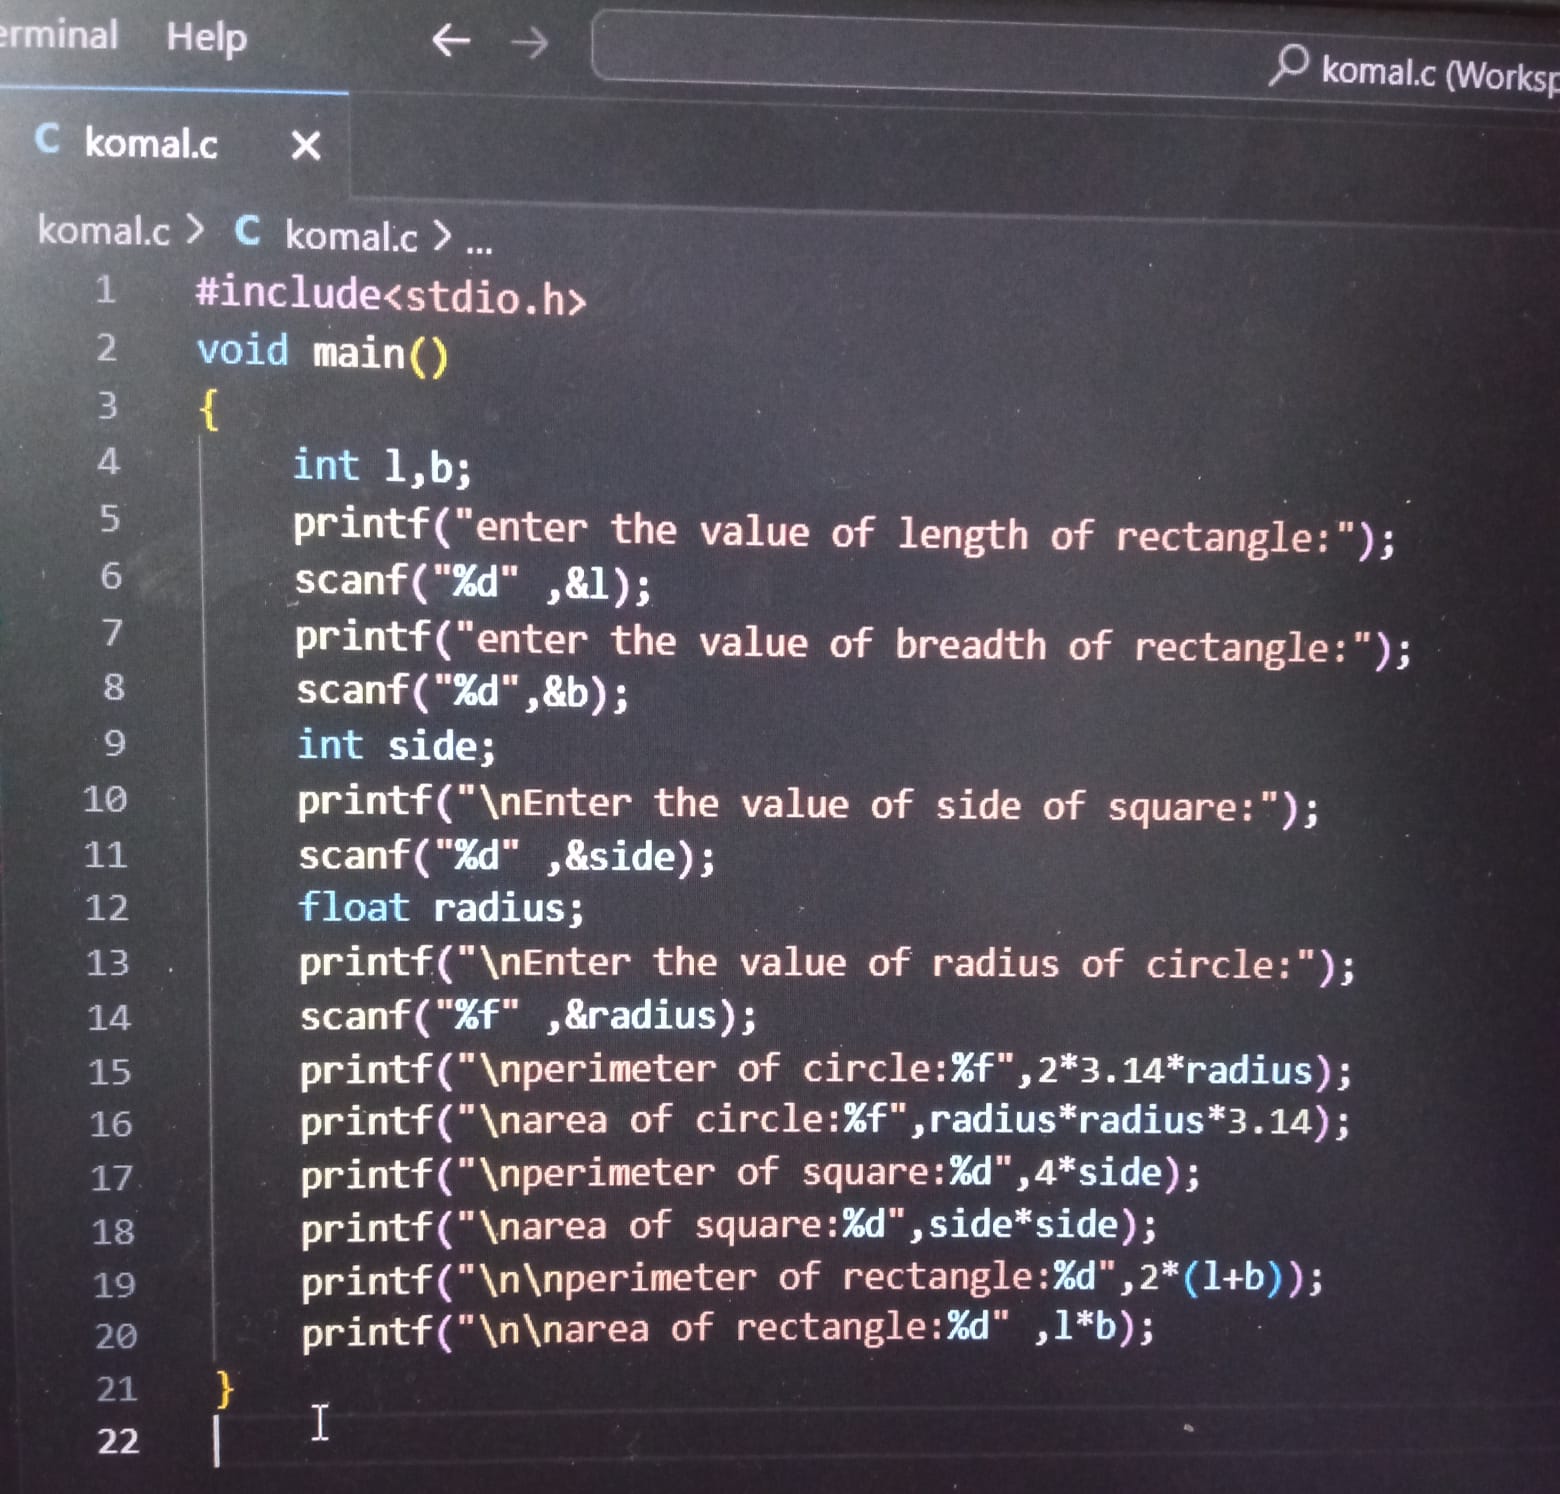 erminal Help ← → komal.c (Worksp
C komal.c ×
komal.c > C komal.c > ...
1 #include<stdio.h>
2 void main()
3 {
4 int l,b;
5 printf("enter the value of length of rectangle:");
6 scanf("%d" ,&l);
7 printf("enter the value of breadth of rectangle:");
8 scanf("%d",&b);
9 int side;
10 printf("\nEnter the value of side of square:");
11 scanf("%d" ,&side);
12 float radius;
13 printf("\nEnter the value of radius of circle:");
14 scanf("%f" ,&radius);
15 printf("\nperimeter of circle:%f",2*3.14*radius);
16 printf("\narea of circle:%f",radius*radius*3.14);
17 printf("\nperimeter of square:%d",4*side);
18 printf("\narea of square:%d",side*side);
19 printf("\n\nperimeter of rectangle:%d",2*(l+b));
20 printf("\n\narea of rectangle:%d" ,l*b);
21 }
22